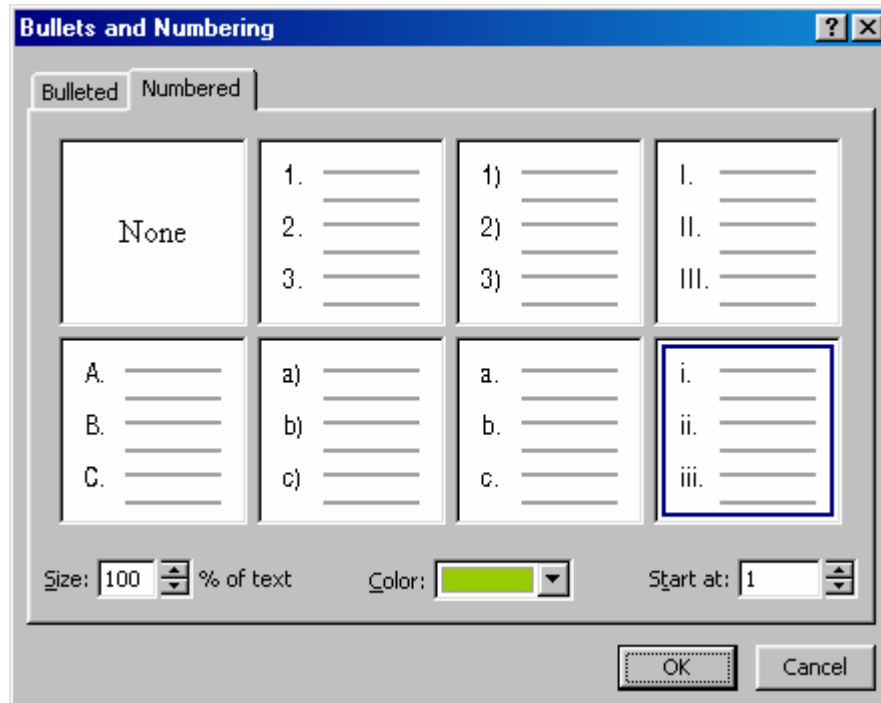 Bullets and Numbering
Bulleted Numbered
None
1.
2.
3.
1)
2)
3)
I.
II.
III.
A.
B.
C.
a)
b)
c)
a.
b.
c.
i.
ii.
iii.
Size: 100 % of text Color: Start at: 1
OK Cancel